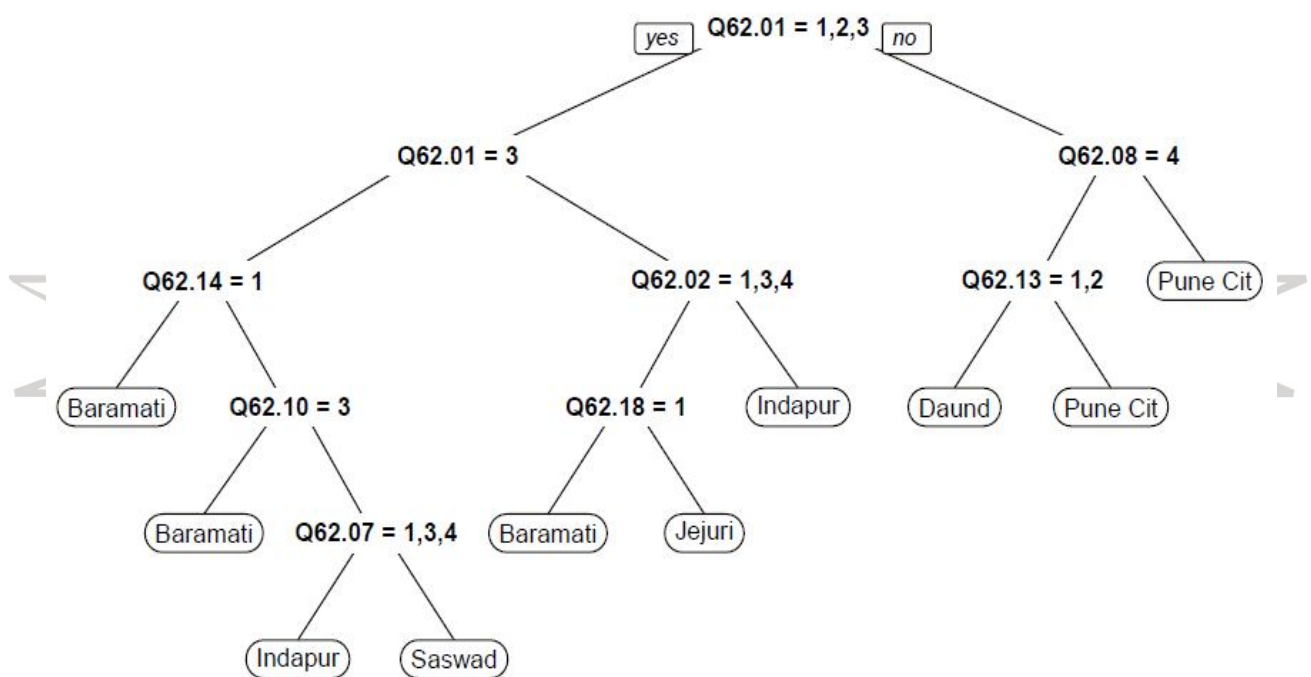 yes
Q62.01 = 1,2,3
no
Q62.01 = 3
Q62.08 = 4
Q62.14 = 1
Q62.02 = 1,3,4
Q62.13 = 1,2
Pune Cit
Baramati
Q62.10 = 3
Q62.18 = 1
Indapur
Daund
Pune Cit
Baramati
Q62.07 = 1,3,4
Baramati
Jejuri
Indapur
Saswad